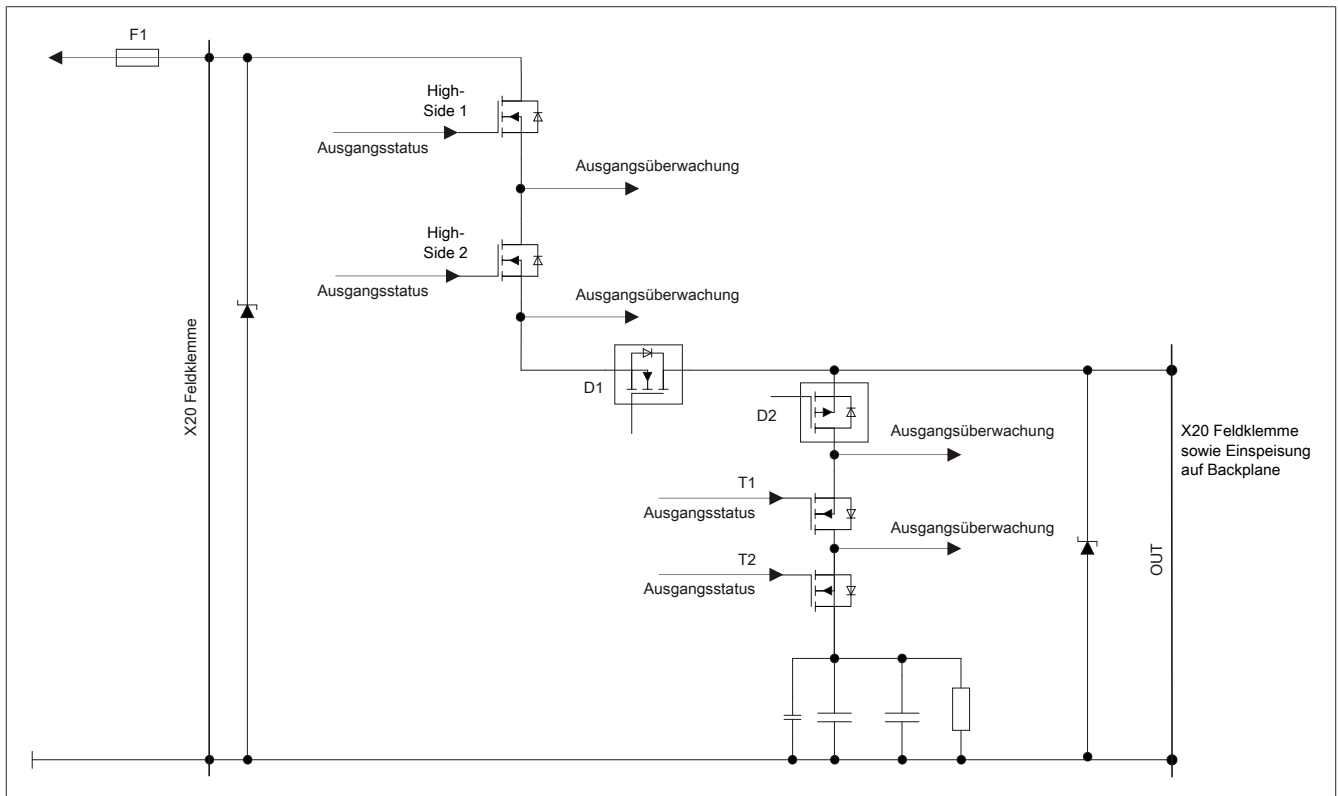 F1
High-
Side 1
Ausgangsstatus
Ausgangsüberwachung
High-
Side 2
Ausgangsstatus
Ausgangsüberwachung
X20 Feldklemme
D1
D2
Ausgangsüberwachung
X20 Feldklemme
sowie Einspeisung
auf Backplane
T1
Ausgangsstatus
Ausgangsüberwachung
T2
Ausgangsstatus
OUT